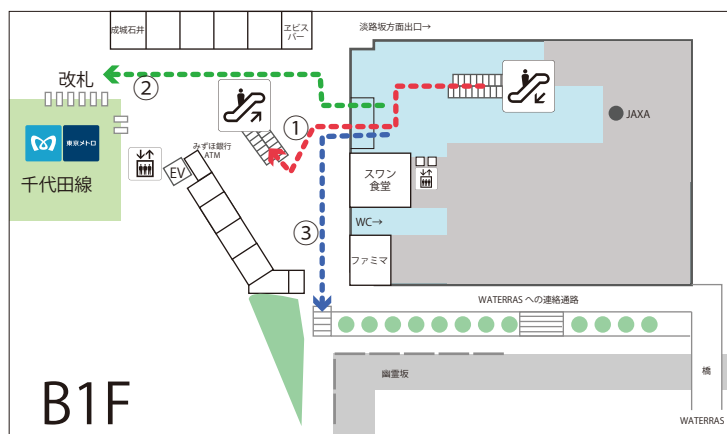 淡路坂方面出口→
成城石井
ヱビス
バー
改札
②
①
JAXA
東京メトロ
みずほ銀行
ATM
千代田線
EV
スワン
食堂
WC→
③
ファミマ
WATERRAS への連絡通路
幽霊坂
橋
B1F
WATERRAS